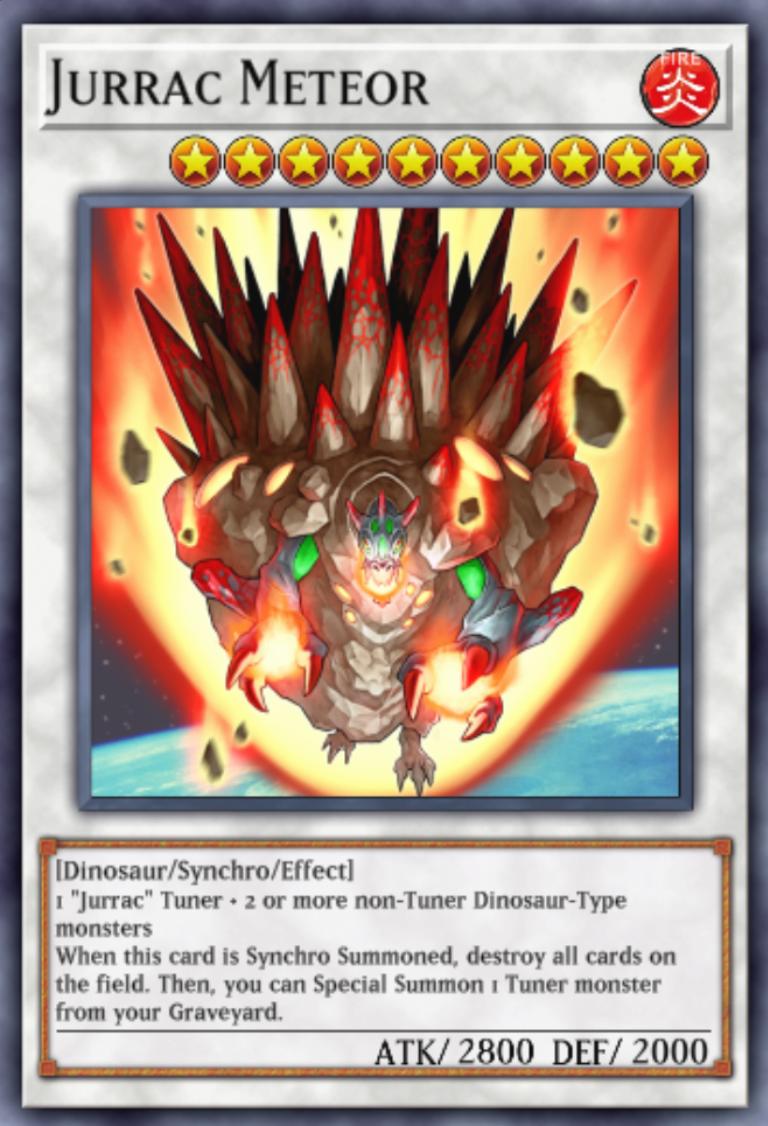 JURRAC METEOR
FIRE
炎
[Dinosaur/Synchro/Effect]
1 "Jurrac" Tuner + 2 or more non-Tuner Dinosaur-Type
monsters
When this card is Synchro Summoned, destroy all cards on
the field. Then, you can Special Summon 1 Tuner monster
from your Graveyard.
ATK/ 2800 DEF/ 2000